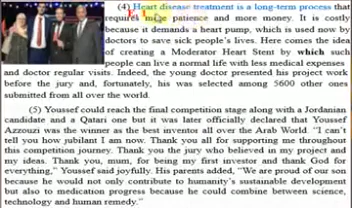 (4) Heart disease treatment is a long-term process that
requires more patience and more money. It is costly
because it demands a heart pump, which is used now by
doctors to save sick people's lives. Here comes the idea
of creating a Moderator Heart Stent by which such
people can live a normal life with less medical expenses
and doctor regular visits. Indeed, the young doctor presented his project work
before the jury and, fortunately, his was selected among 5600 other ones
submitted from all over the world.
(5) Youssef could reach the final competition stage along with a Jordanian
candidate and a Qatari one but it was later officially declared that Youssef
Azzouzi was the winner as the best inventor all over the Arab World. "I can't
tell you how jubilant I am now. Thank you all for supporting me throughout
this competition journey. Thank you the jury who believed in my project and
my ideas. Thank you, mum, for being my first investor and thank God for
everything," Youssef said joyfully. His parents added, "We are proud of our son
because he would not only contribute to humanity's sustainable development
but also to medication progress because he could combine between science,
technology and human remedy."